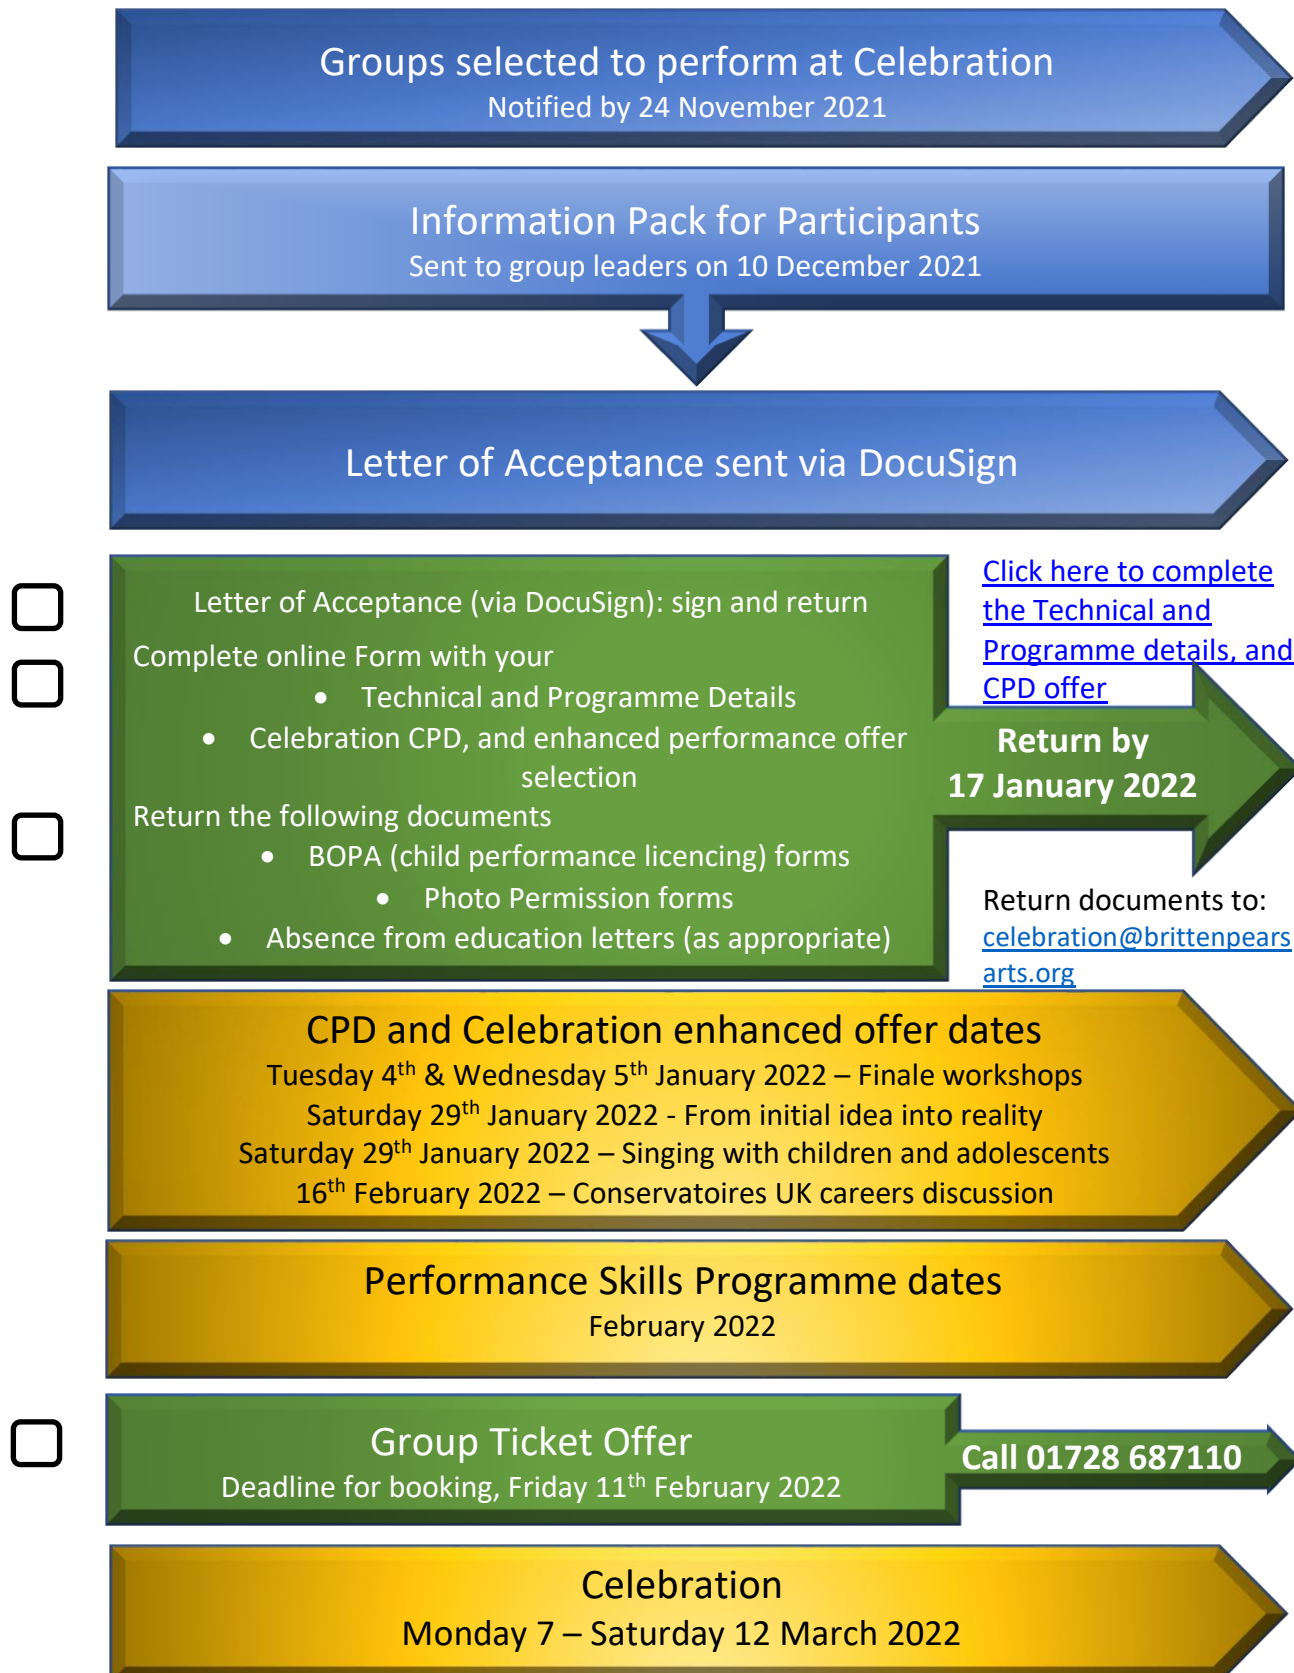 Groups selected to perform at Celebration
Notified by 24 November 2021
Information Pack for Participants
Sent to group leaders on 10 December 2021
Letter of Acceptance sent via DocuSign
Letter of Acceptance (via DocuSign): sign and return
Complete online Form with your
• Technical and Programme Details
• Celebration CPD, and enhanced performance offer
selection
Return the following documents
• BOPA (child performance licencing) forms
• Photo Permission forms
• Absence from education letters (as appropriate)
Click here to complete
the Technical and
Programme details, and
CPD offer
Return by
17 January 2022
Return documents to:
celebration@brittenpears
arts.org
CPD and Celebration enhanced offer dates
Tuesday 4th & Wednesday 5th January 2022 – Finale workshops
Saturday 29th January 2022 - From initial idea into reality
Saturday 29th January 2022 – Singing with children and adolescents
16th February 2022 – Conservatoires UK careers discussion
Performance Skills Programme dates
February 2022
Group Ticket Offer
Deadline for booking, Friday 11th February 2022
Call 01728 687110
Celebration
Monday 7 – Saturday 12 March 2022